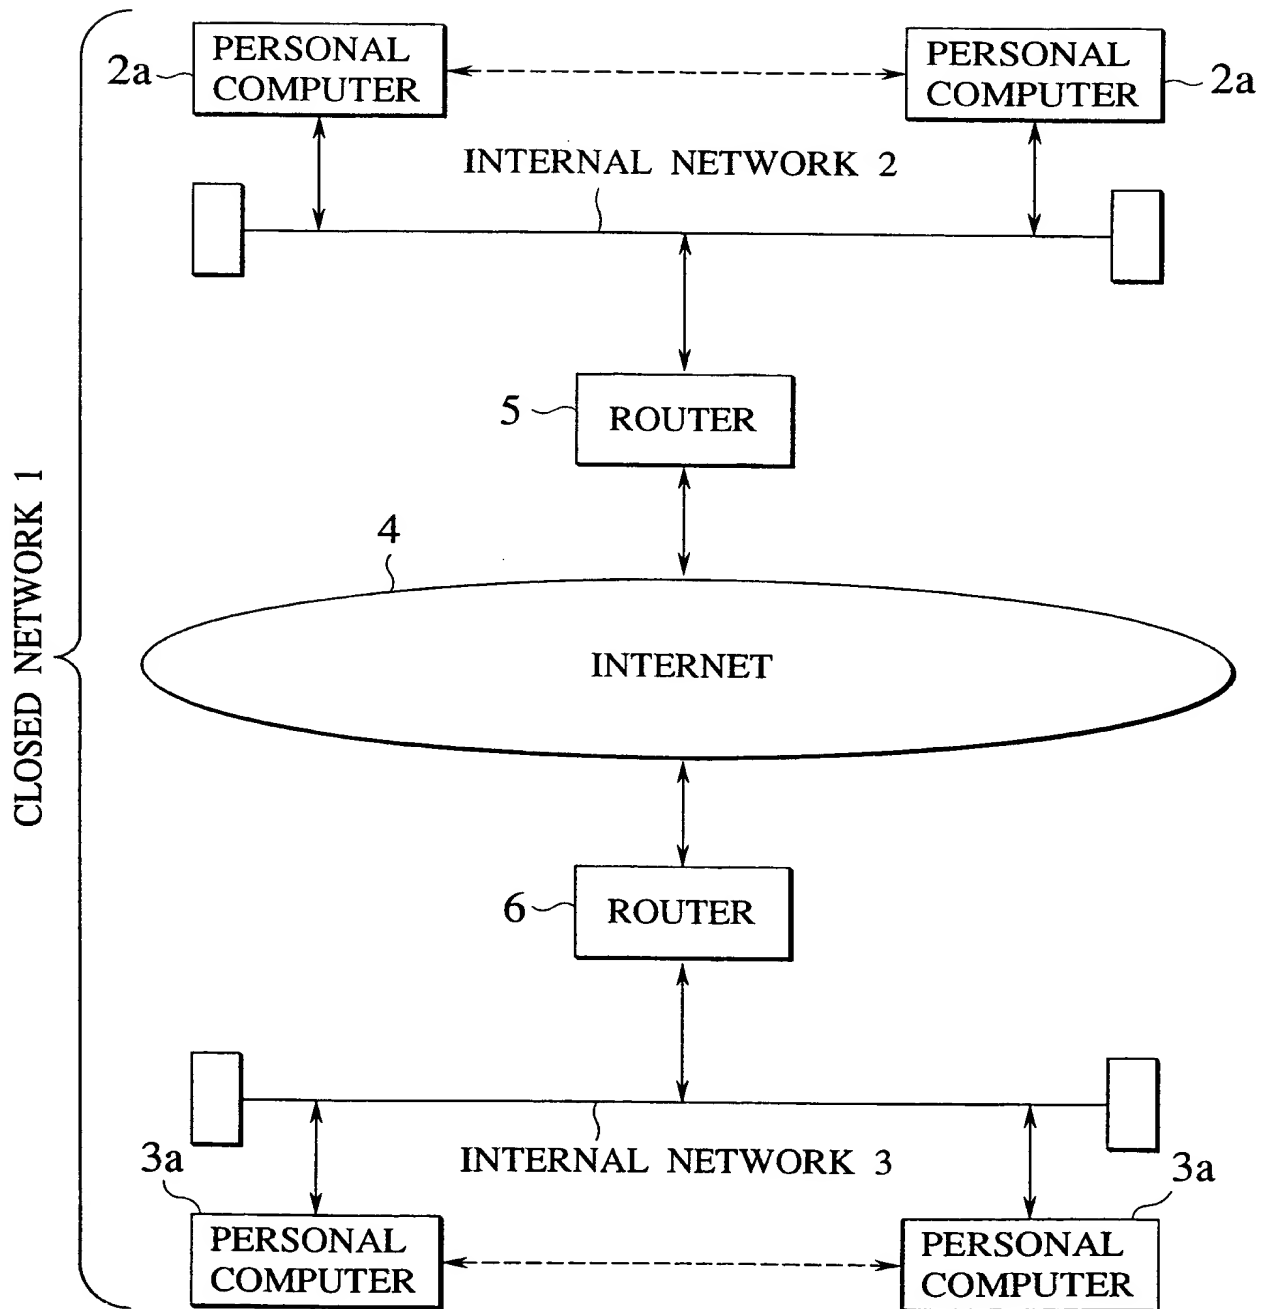 PERSONAL
COMPUTER
2a
PERSONAL
COMPUTER
2a
INTERNAL NETWORK 2
5
ROUTER
CLOSED NETWORK 1
4
INTERNET
6
ROUTER
INTERNAL NETWORK 3
3a
PERSONAL
COMPUTER
3a
PERSONAL
COMPUTER